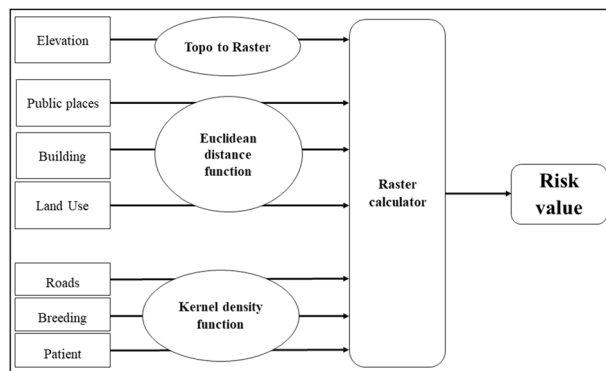 Elevation
Topo to Raster
Public places
Euclidean
distance
function
Building
Land Use
Raster
calculator
Risk
value
Roads
Kernel density
function
Breeding
Patient